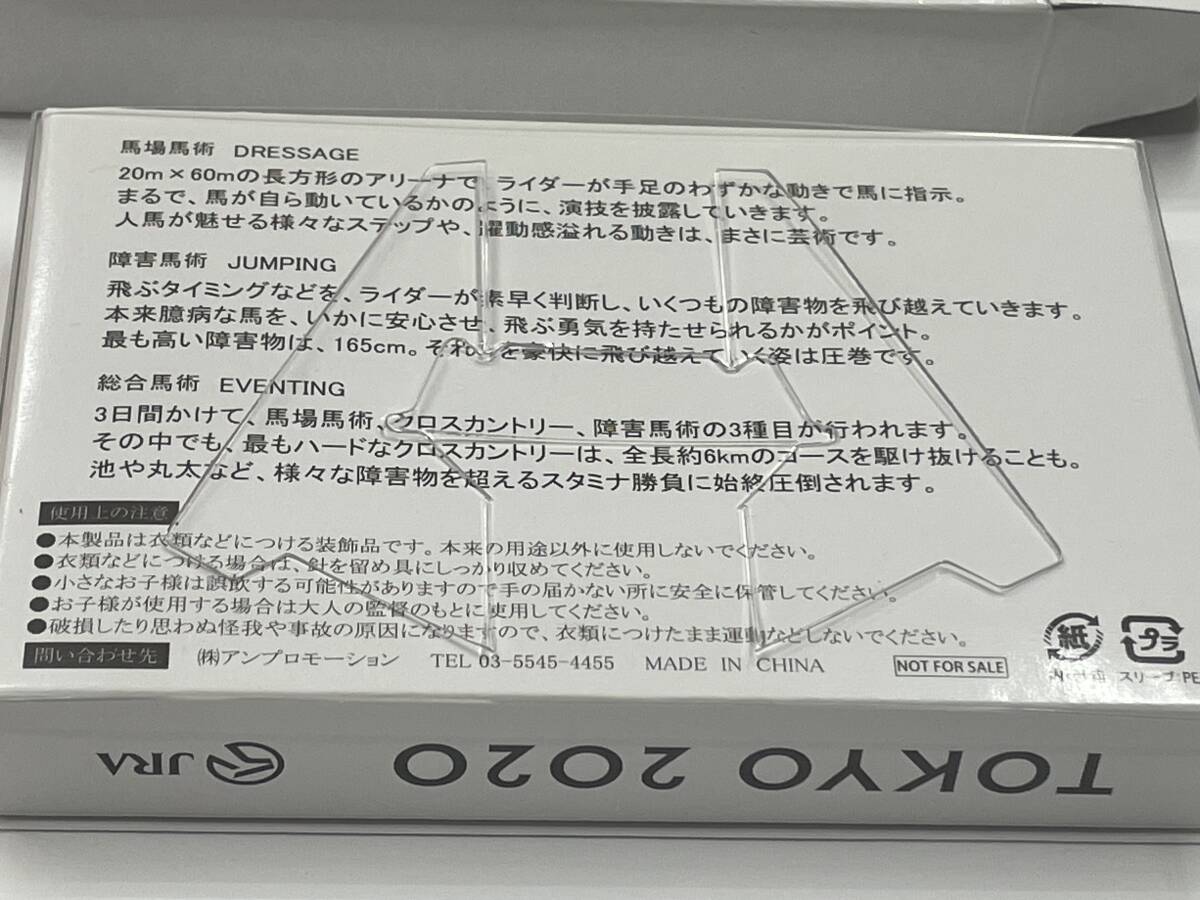 馬場馬術 DRESSAGE
20m×60mの長方形のアリーナで、ライダーが手足のわずかな動きで馬に指示。
まるで、馬が自ら動いているかのように、演技を披露していきます。
人馬が魅せる様々なステップや、躍動感溢れる動きは、まさに芸術です。
障害馬術 JUMPING
飛ぶタイミングなどを、ライダーが素早く判断し、いくつもの障害物を飛び越えていきます。
本来臆病な馬を、いかに安心させ、飛ぶ勇気を持たせられるかがポイント。
最も高い障害物は、165cm。それらを豪快に飛び越えていく姿は圧巻です。
総合馬術 EVENTING
3日間かけて、馬場馬術、クロスカントリー、障害馬術の3種目が行われます。
その中でも、最もハードなクロスカントリーは、全長約6kmのコースを駆け抜けることも。
池や丸太など、様々な障害物を超えるスタミナ勝負に始終圧倒されます。
使用上の注意
●本製品は衣類などにつける装飾品です。本来の用途以外に使用しないでください。
●衣類などにつける場合は、針を留め具にしっかり収めてください。
●小さなお子様は誤飲する可能性がありますので手の届かない所に安全に保管してください。
●お子様が使用する場合は大人の監督のもとに使用してください。
●破損したり思わぬ怪我や事故の原因になりますので、衣類につけたまま運動などしないでください。
問い合わせ先 ㈱アンプロモーション TEL 03-5545-4455 MADE IN CHINA NOT FOR SALE
紙 プラ
スリーブ:PE
TOKYO 2020 JRA